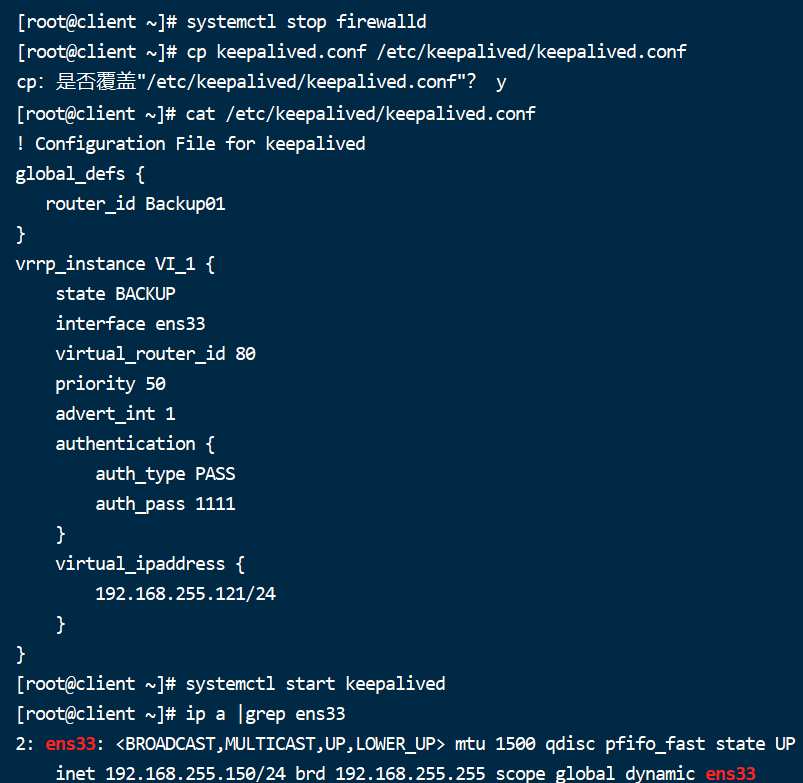 [root@client ~]# systemctl stop firewalld
[root@client ~]# cp keepalived.conf /etc/keepalived/keepalived.conf
cp：是否覆盖"/etc/keepalived/keepalived.conf"？ y
[root@client ~]# cat /etc/keepalived/keepalived.conf
! Configuration File for keepalived
global_defs {
   router_id Backup01
}
vrrp_instance VI_1 {
    state BACKUP
    interface ens33
    virtual_router_id 80
    priority 50
    advert_int 1
    authentication {
        auth_type PASS
        auth_pass 1111
    }
    virtual_ipaddress {
        192.168.255.121/24
    }
}
[root@client ~]# systemctl start keepalived
[root@client ~]# ip a |grep ens33
2: ens33: <BROADCAST,MULTICAST,UP,LOWER_UP> mtu 1500 qdisc pfifo_fast state UP
    inet 192.168.255.150/24 brd 192.168.255.255 scope global dynamic ens33